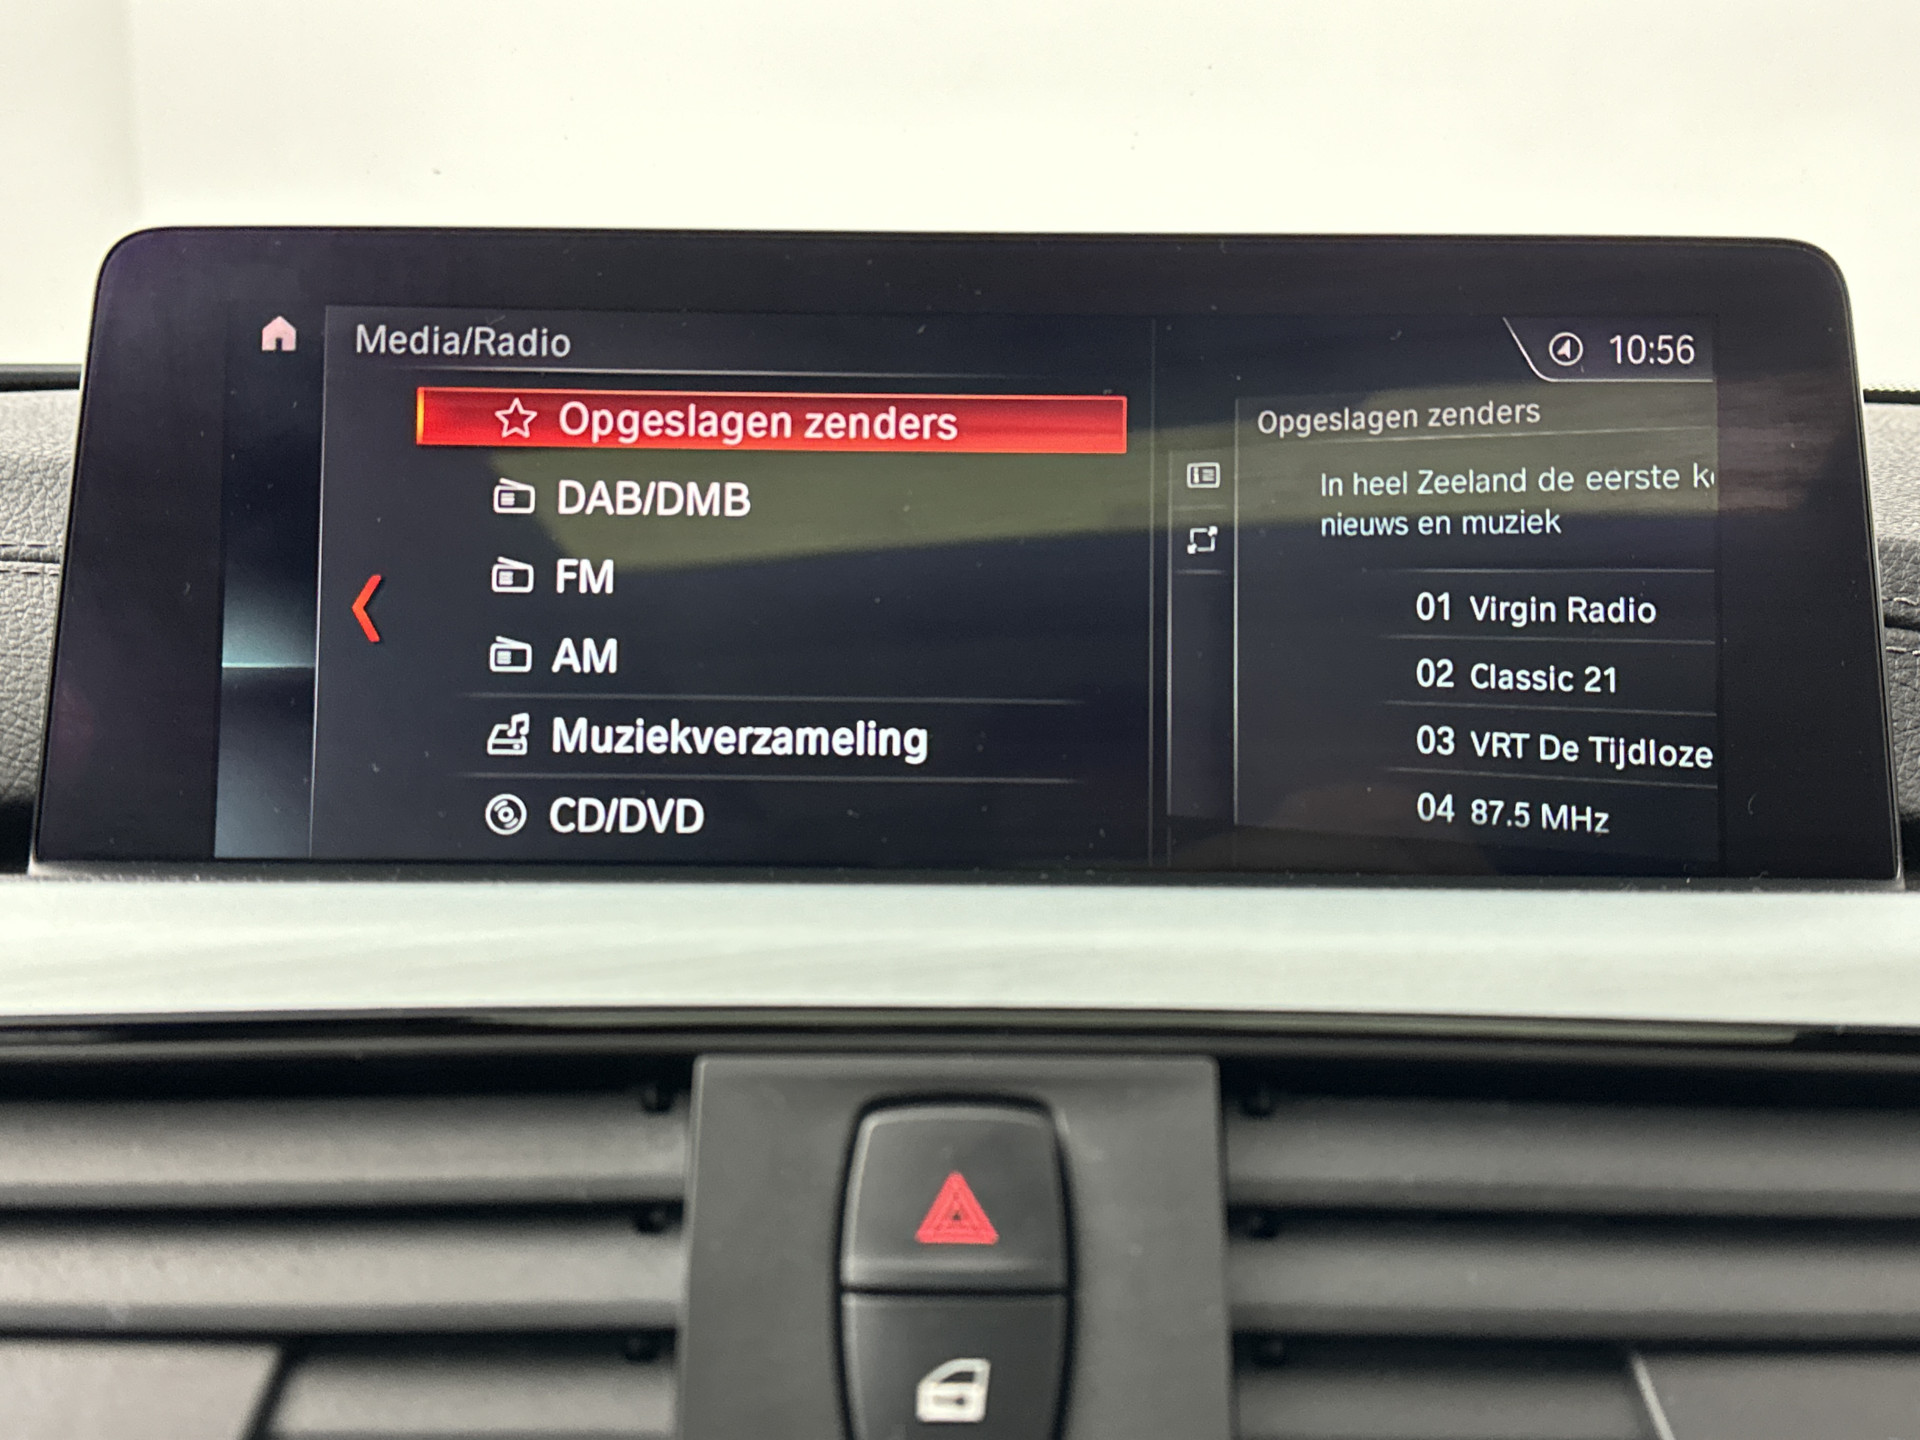 Media/Radio
10:56
Opgeslagen zenders
DAB/DMB
FM
AM
Muziekverzameling
CD/DVD
Opgeslagen zenders
In heel Zeeland de eerste
nieuws en muziek
01 Virgin Radio
02 Classic 21
03 VRT De Tijdloze
04 87.5 MHz